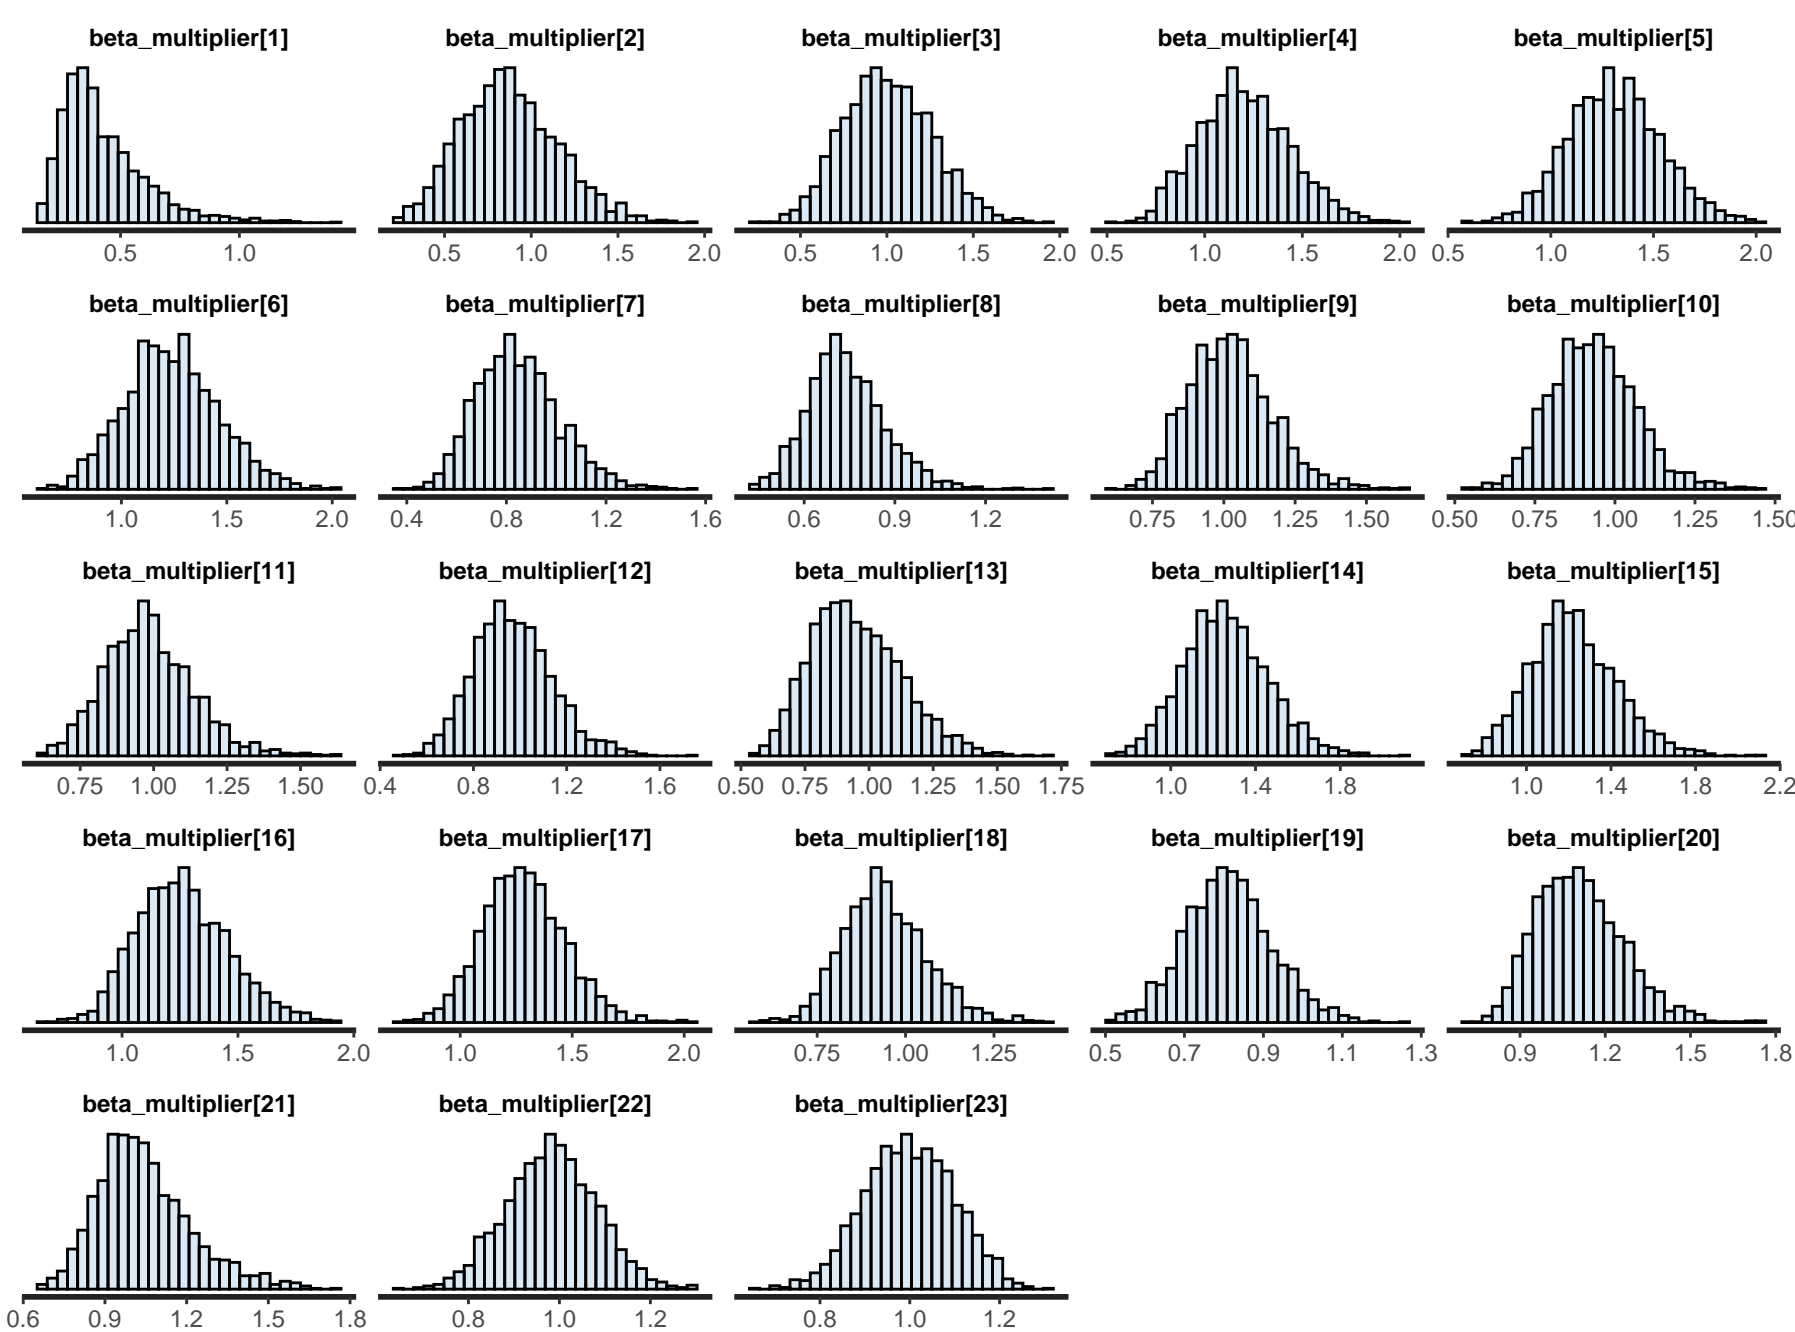 beta_multiplier[1] beta_multiplier[2] beta_multiplier[3] beta_multiplier[4] beta_multiplier[5]
0.5 1.0 0.5 1.0 1.5 2.0 0.5 1.0 1.5 2.0 0.5 1.0 1.5 2.0 0.5 1.0 1.5 2.0
beta_multiplier[6] beta_multiplier[7] beta_multiplier[8] beta_multiplier[9] beta_multiplier[10]
1.0 1.5 2.0 0.4 0.8 1.2 1.6 0.6 0.9 1.2 0.75 1.00 1.25 1.50 0.50 0.75 1.00 1.25 1.50
beta_multiplier[11] beta_multiplier[12] beta_multiplier[13] beta_multiplier[14] beta_multiplier[15]
0.75 1.00 1.25 1.50 0.4 0.8 1.2 1.6 0.50 0.75 1.00 1.25 1.50 1.75 1.0 1.4 1.8 1.0 1.4 1.8 2.2
beta_multiplier[16] beta_multiplier[17] beta_multiplier[18] beta_multiplier[19] beta_multiplier[20]
1.0 1.5 2.0 1.0 1.5 2.0 0.75 1.00 1.25 0.5 0.7 0.9 1.1 1.3 0.9 1.2 1.5 1.8
beta_multiplier[21] beta_multiplier[22] beta_multiplier[23]
0.6 0.9 1.2 1.5 1.8 0.8 1.0 1.2 0.8 1.0 1.2